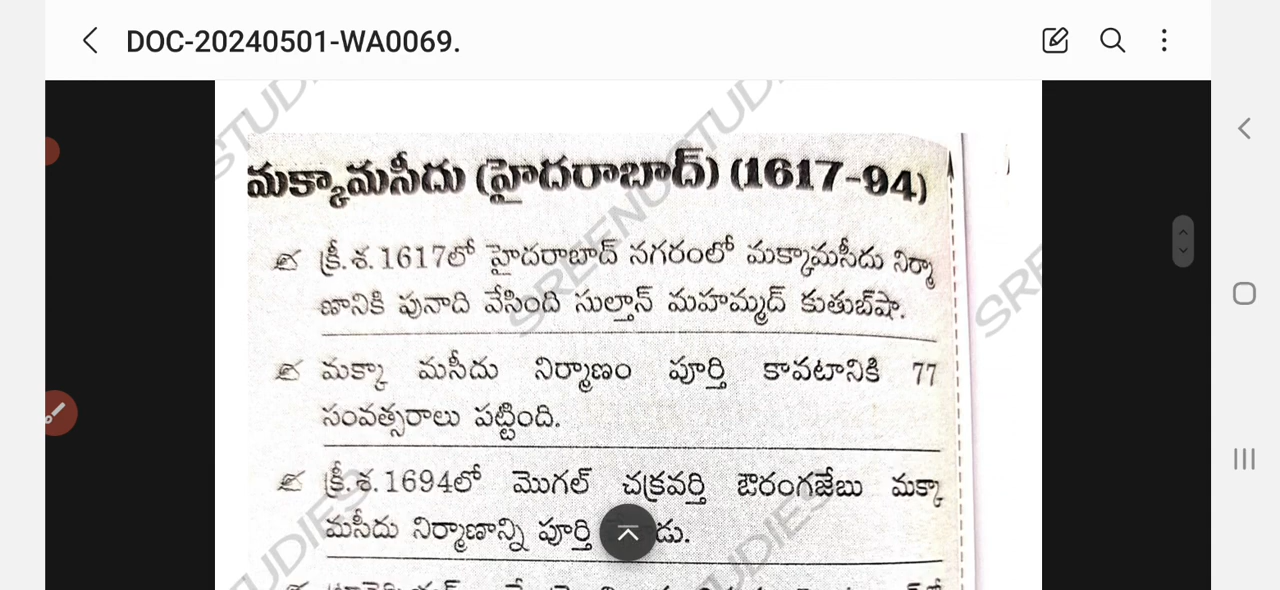 DOC-20240501-WA0069.
మక్కామసీదు (హైదరాబాద్) (1617-94)
క్రీ.శ.1617లో హైదరాబాద్ నగరంలో మక్కామసీదు నిర్మా
ణానికి పునాది వేసింది సుల్తాన్ మహమ్మద్ కుతుబ్‌షా.
మక్కా మసీదు నిర్మాణం పూర్తి కావటానికి 77
సంవత్సరాలు పట్టింది.
క్రీ.శ.1694లో మొగల్ చక్రవర్తి ఔరంగజేబు మక్కా
మసీదు నిర్మాణాన్ని పూర్తి